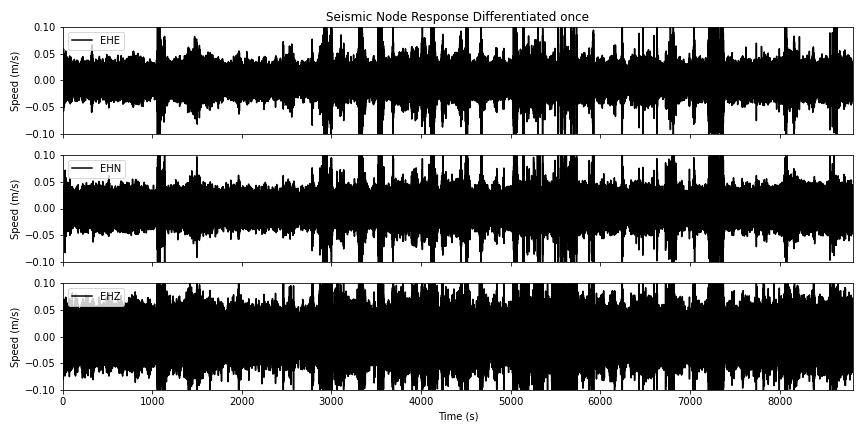 Seismic Node Response Differentiated once
0.10
0.05
0.00
−0.05
−0.10
Speed (m/s)
EHE
0.10
0.05
0.00
−0.05
−0.10
Speed (m/s)
EHN
0.10
0.05
0.00
−0.05
−0.10
Speed (m/s)
EHZ
0 1000 2000 3000 4000 5000 6000 7000 8000
Time (s)